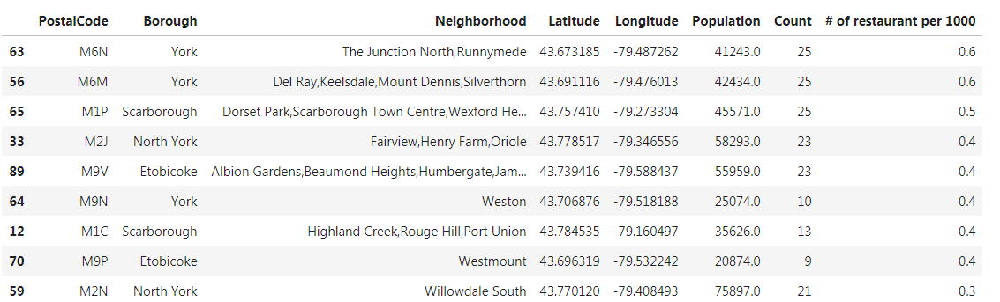 PostalCode Borough Neighborhood Latitude Longitude Population Count # of restaurant per 1000
63 M6N York The Junction North,Runnymede 43.673185 -79.487262 41243.0 25 0.6
56 M6M York Del Ray,Keelsdale,Mount Dennis,Silverthorn 43.691116 -79.476013 42434.0 25 0.6
65 M1P Scarborough Dorset Park,Scarborough Town Centre,Wexford He... 43.757410 -79.273304 45571.0 25 0.5
33 M2J North York Fairview,Henry Farm,Oriole 43.778517 -79.346556 58293.0 23 0.4
89 M9V Etobicoke Albion Gardens,Beaumond Heights,Humbergate,Jam... 43.739416 -79.588437 55959.0 23 0.4
64 M9N York Weston 43.706876 -79.518188 25074.0 10 0.4
12 M1C Scarborough Highland Creek,Rouge Hill,Port Union 43.784535 -79.160497 35626.0 13 0.4
70 M9P Etobicoke Westmount 43.696319 -79.532242 20874.0 9 0.4
59 M2N North York Willowdale South 43.770120 -79.408493 75897.0 21 0.3